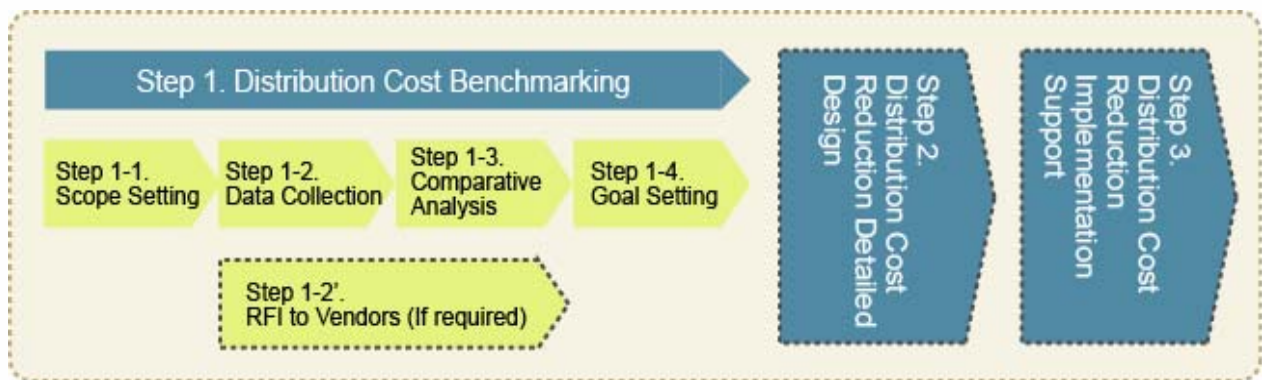 Step 1. Distribution Cost Benchmarking
Step 1-1.
Scope Setting
Step 1-2.
Data Collection
Step 1-3.
Comparative
Analysis
Step 1-4.
Goal Setting
Step 1-2'.
RFI to Vendors (If required)
Step 2.
Distribution Cost
Reduction Detailed
Design
Step 3.
Distribution Cost
Reduction
Implementation
Support